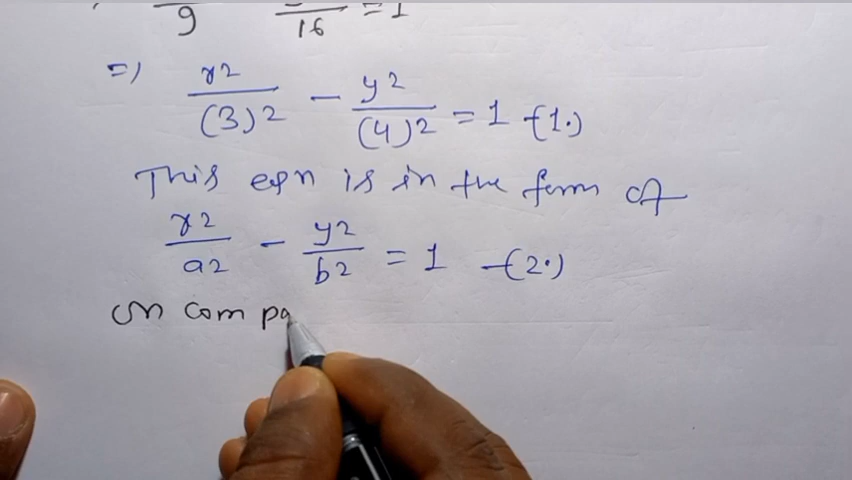 9 16 = 1
=) x2/(3)2 - y2/(4)2 = 1 -(1.)
This eqn is in the form of
x2/a2 - y2/b2 = 1 -(2.)
on compa